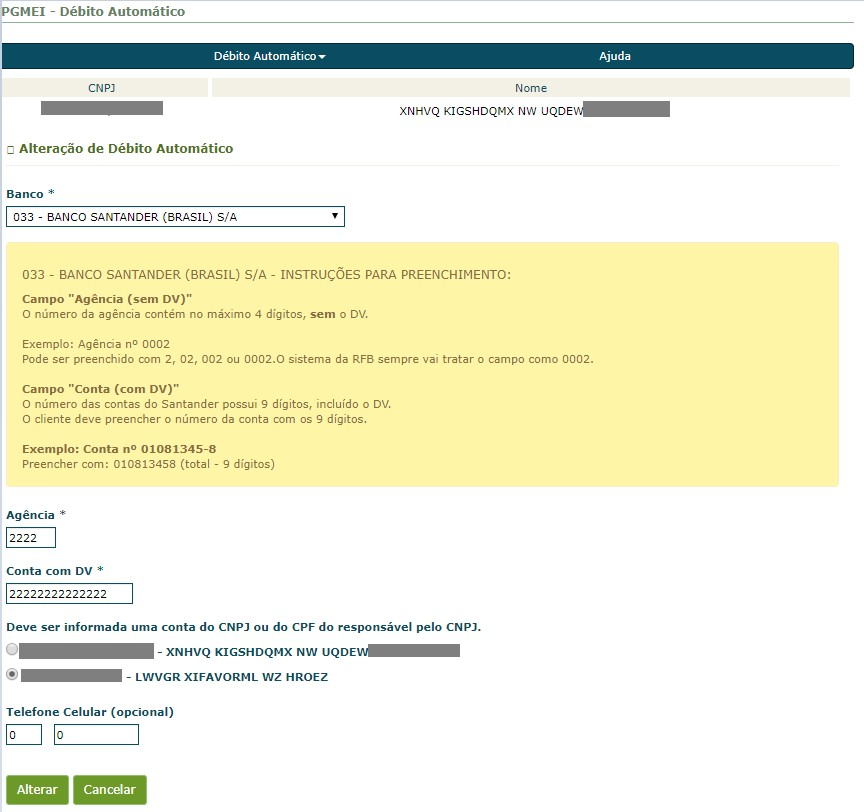 PGMEI - Débito Automático
Débito Automático Ajuda
CNPJ Nome
XNHVQ KIGSHDQMX NW UQDEW
Alteração de Débito Automático
Banco *
033 - BANCO SANTANDER (BRASIL) S/A
033 - BANCO SANTANDER (BRASIL) S/A - INSTRUÇÕES PARA PREENCHIMENTO:
Campo "Agência (sem DV)"
O número da agência contém no máximo 4 dígitos, sem o DV.
Exemplo: Agência nº 0002
Pode ser preenchido com 2, 02, 002 ou 0002.O sistema da RFB sempre vai tratar o campo como 0002.
Campo "Conta (com DV)"
O número das contas do Santander possui 9 dígitos, incluído o DV.
O cliente deve preencher o número da conta com os 9 dígitos.
Exemplo: Conta nº 01081345-8
Preencher com: 010813458 (total - 9 dígitos)
Agência *
2222
Conta com DV *
22222222222222
Deve ser informada uma conta do CNPJ ou do CPF do responsável pelo CNPJ.
- XNHVQ KIGSHDQMX NW UQDEW
- LWVGR XIFAVORML WZ HROEZ
Telefone Celular (opcional)
0 0
Alterar Cancelar